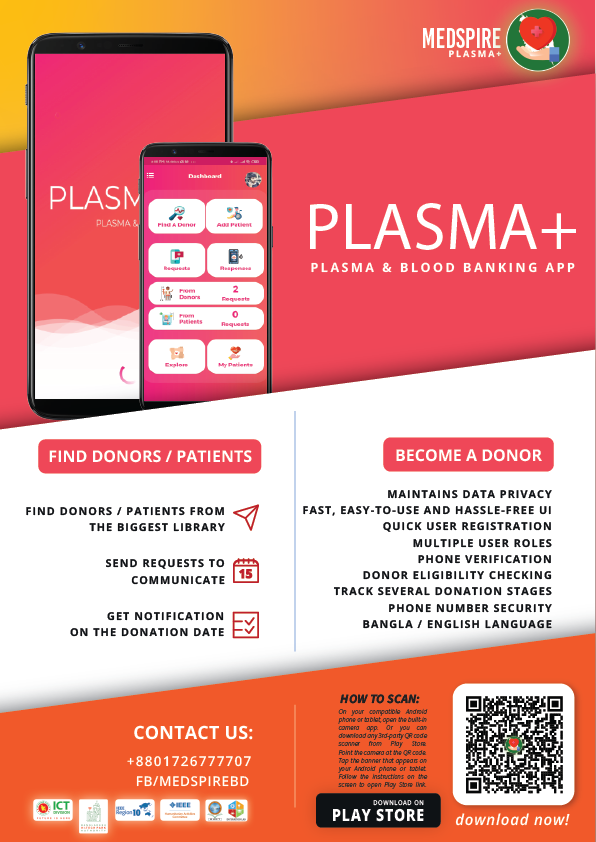 MEDSPIRE
PLASMA+
PLASM
PLASMA &
Dashboard
Find A Donor
Add Patient
Requests
Responses
From Donors
2 Requests
From Patients
0 Requests
Explore
My Patients
PLASMA+
PLASMA & BLOOD BANKING APP
FIND DONORS / PATIENTS
FIND DONORS / PATIENTS FROM
THE BIGGEST LIBRARY
SEND REQUESTS TO
COMMUNICATE
15
GET NOTIFICATION
ON THE DONATION DATE
BECOME A DONOR
MAINTAINS DATA PRIVACY
FAST, EASY-TO-USE AND HASSLE-FREE UI
QUICK USER REGISTRATION
MULTIPLE USER ROLES
PHONE VERIFICATION
DONOR ELIGIBILITY CHECKING
TRACK SEVERAL DONATION STAGES
PHONE NUMBER SECURITY
BANGLA / ENGLISH LANGUAGE
CONTACT US:
+8801726777707
FB/MEDSPIREBD
ICT
DIVISION
IEEE
Region
10
IEEE
HOW TO SCAN:
On your compatible Android
phone or tablet, open the built-in
camera app. Or you can
download any 3rd-party QR code
scanner from Play Store.
Point the camera at the QR code.
Tap the banner that appears on
your Android phone or tablet.
Follow the instructions on the
screen to open Play Store link.
DOWNLOAD ON
PLAY STORE
download now!